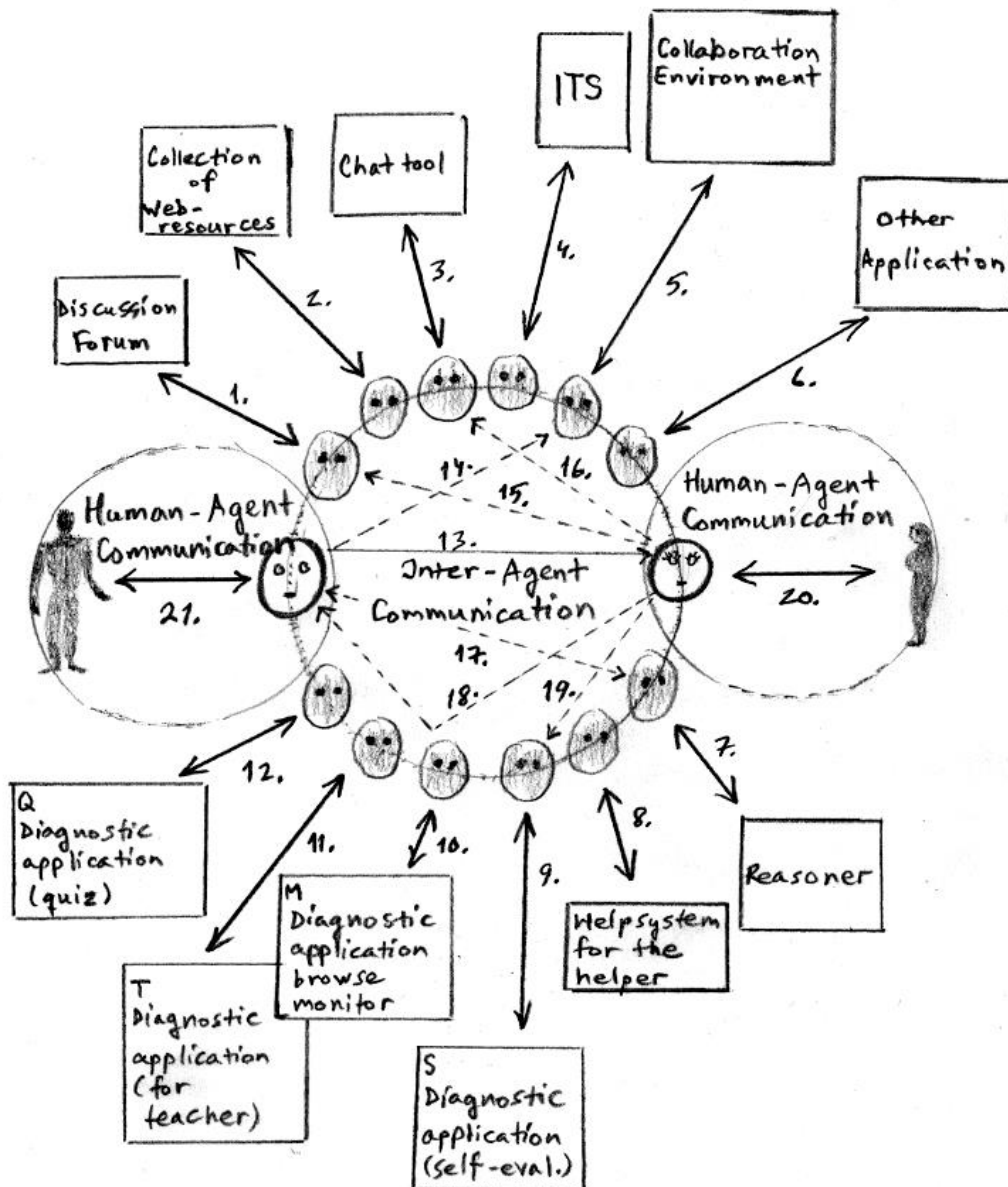 ITS
Collaboration
Environment
Collection
of
Web-
resources
Chat tool
Other
Application
Discussion
Forum
3.
4.
5.
2.
1.
6.
14.
16.
15.
Human-Agent
Communication
Human-Agent
Communication
13.
Inter-Agent
Communication
21.
20.
17.
18.
19.
12.
7.
11.
10.
8.
9.
Q
Diagnostic
application
(quiz)
M
Diagnostic
application
browse
monitor
Reasoner
Helpsystem
for the
helper
T
Diagnostic
application
(for
teacher)
S
Diagnostic
application
(self-eval.)